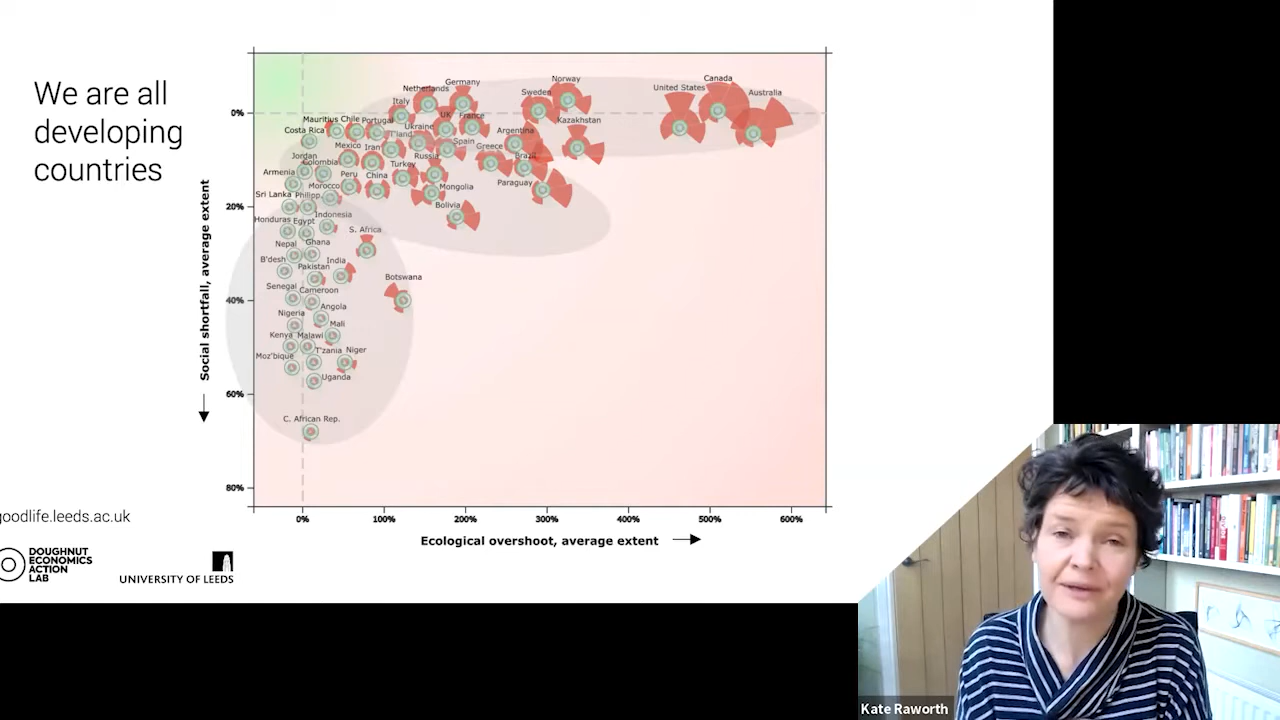 We are all
developing
countries
Social shortfall, average extent
0%
20%
40%
60%
80%
0%
100%
200%
300%
400%
500%
600%
Ecological overshoot, average extent
Germany
Netherlands
Italy
Norway
Sweden
Canada
United States
Australia
Mauritius
Chile
Portugal
UK
France
Kazakhstan
Costa Rica
Ukraine
T'land
Argentina
Mexico
Iran
Spain
Greece
Jordan
Colombia
Russia
Brazil
Armenia
Peru
China
Turkey
Paraguay
Morocco
Mongolia
Sri Lanka
Philipp.
Bolivia
Honduras
Egypt
Indonesia
S. Africa
Nepal
Ghana
B'desh
Pakistan
India
Botswana
Senegal
Cameroon
Nigeria
Angola
Mali
Kenya
Malawi
Moz'bique
T'zania
Niger
Uganda
C. African Rep.
goodlife.leeds.ac.uk
DOUGHNUT
ECONOMICS
ACTION
LAB
UNIVERSITY OF LEEDS
Kate Raworth